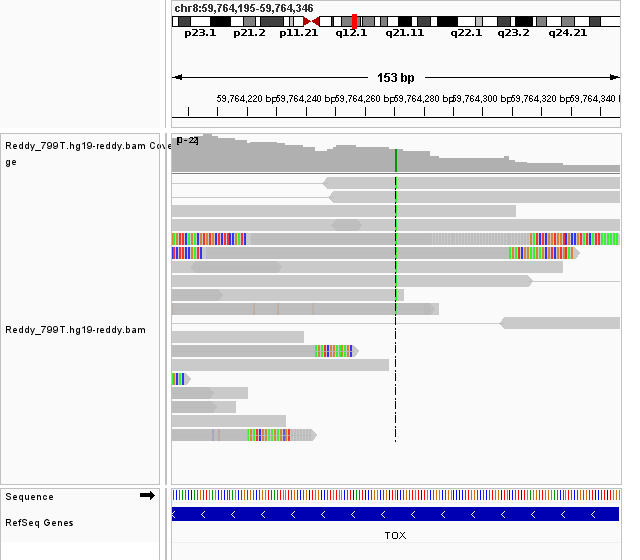 chr8:59,764,195-59,764,346
p23.1 p21.2 p11.21 q12.1 q21.11 q22.1 q23.2 q24.21
153 bp
59,764,220 bp 59,764,240 bp 59,764,260 bp 59,764,280 bp 59,764,300 bp 59,764,320 bp 59,764,340 b
Reddy_799T.hg19-reddy.bam Cove
ge
[0 - 22]
Reddy_799T.hg19-reddy.bam
Sequence
RefSeq Genes
TOX